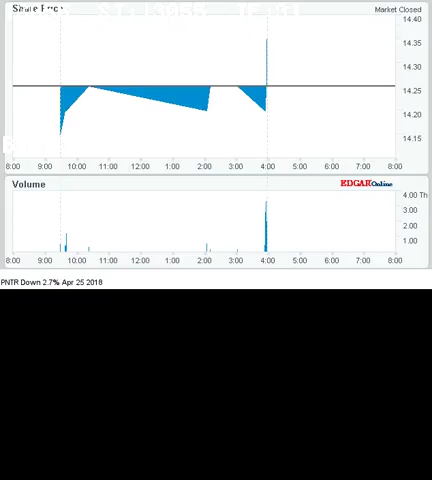 Share Price
Market Closed
14.40
14.35
14.30
14.25
14.20
14.15
8:00 9:00 10:00 11:00 12:00 1:00 2:00 3:00 4:00 5:00 6:00 7:00 8:00
Volume
EDGAROnline
4.00 Th
3.00
2.00
1.00
8:00 9:00 10:00 11:00 12:00 1:00 2:00 3:00 4:00 5:00 6:00 7:00 8:00
PNTR Down 2.7% Apr 25 2018